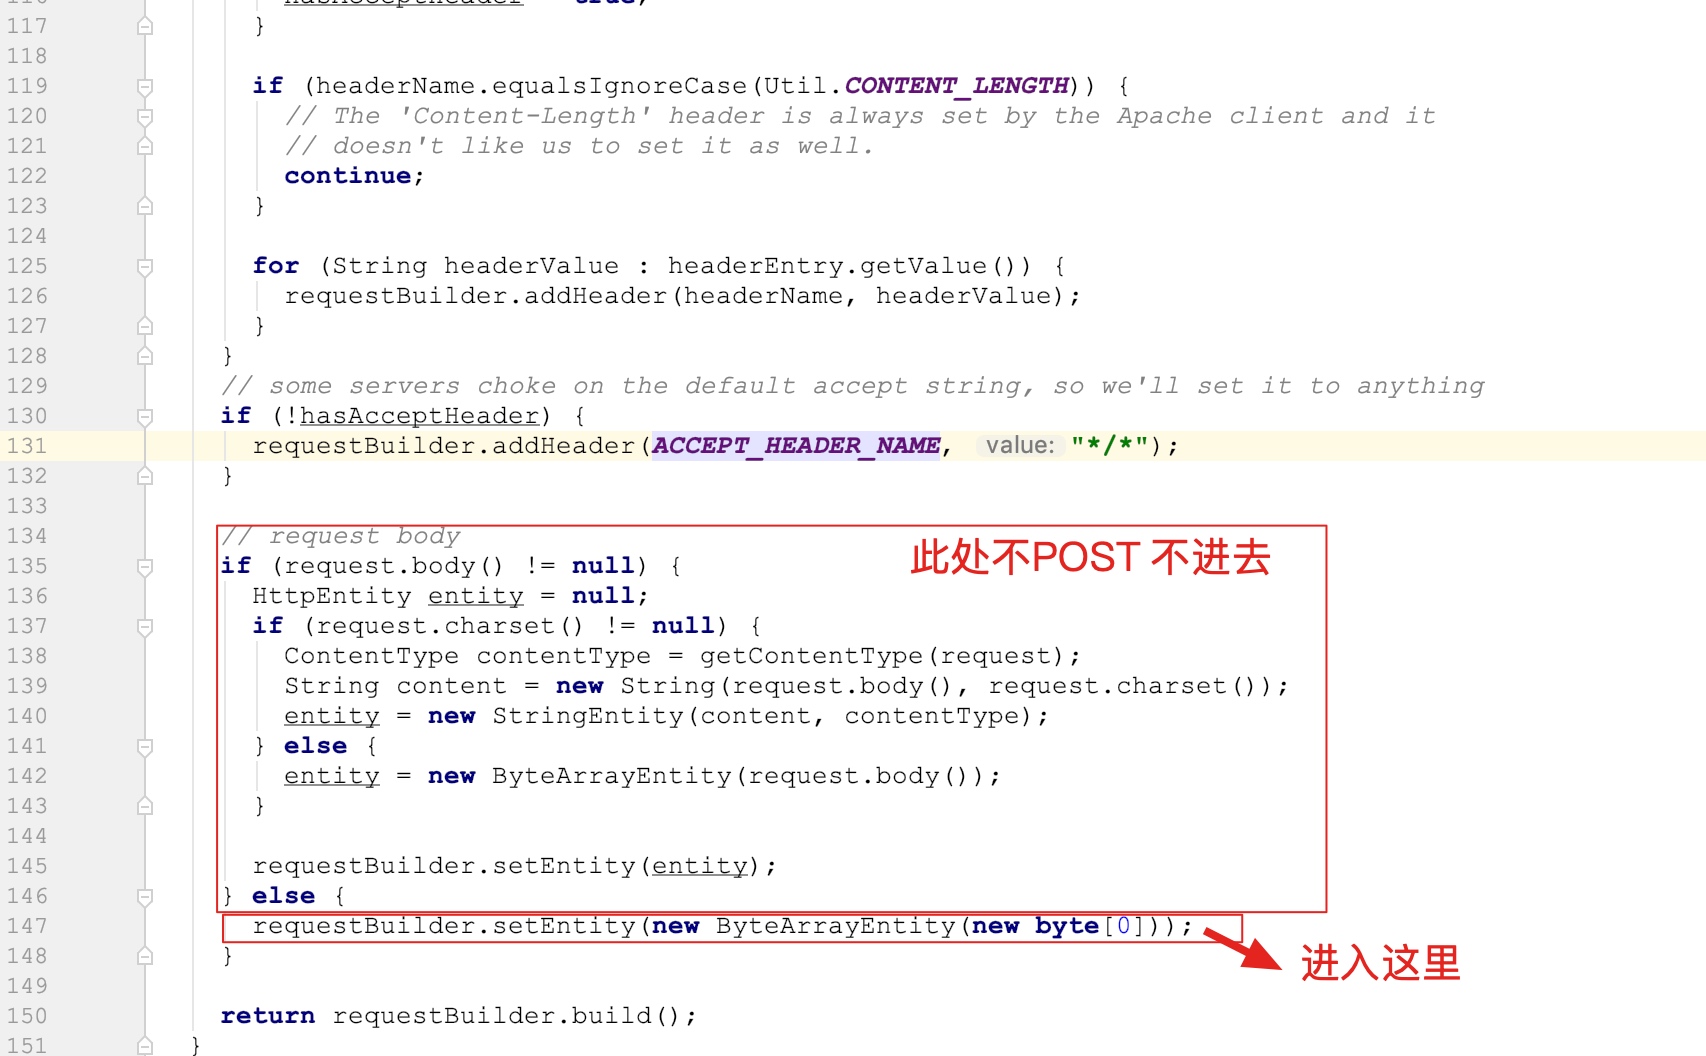 117 }
118
119 if (headerName.equalsIgnoreCase(Util.CONTENT_LENGTH)) {
120 // The 'Content-Length' header is always set by the Apache client and it
121 // doesn't like us to set it as well.
122 continue;
123 }
124
125 for (String headerValue : headerEntry.getValue()) {
126 requestBuilder.addHeader(headerName, headerValue);
127 }
128 }
129 // some servers choke on the default accept string, so we'll set it to anything
130 if (!hasAcceptHeader) {
131 requestBuilder.addHeader(ACCEPT_HEADER_NAME, value: "*/*");
132 }
133
134 // request body
135 if (request.body() != null) {
此处不POST 不进去
136 HttpEntity entity = null;
137 if (request.charset() != null) {
138 ContentType contentType = getContentType(request);
139 String content = new String(request.body(), request.charset());
140 entity = new StringEntity(content, contentType);
141 } else {
142 entity = new ByteArrayEntity(request.body());
143 }
144
145 requestBuilder.setEntity(entity);
146 } else {
147 requestBuilder.setEntity(new ByteArrayEntity(new byte[0]));
148 }
进入这里
149
150 return requestBuilder.build();
151 }